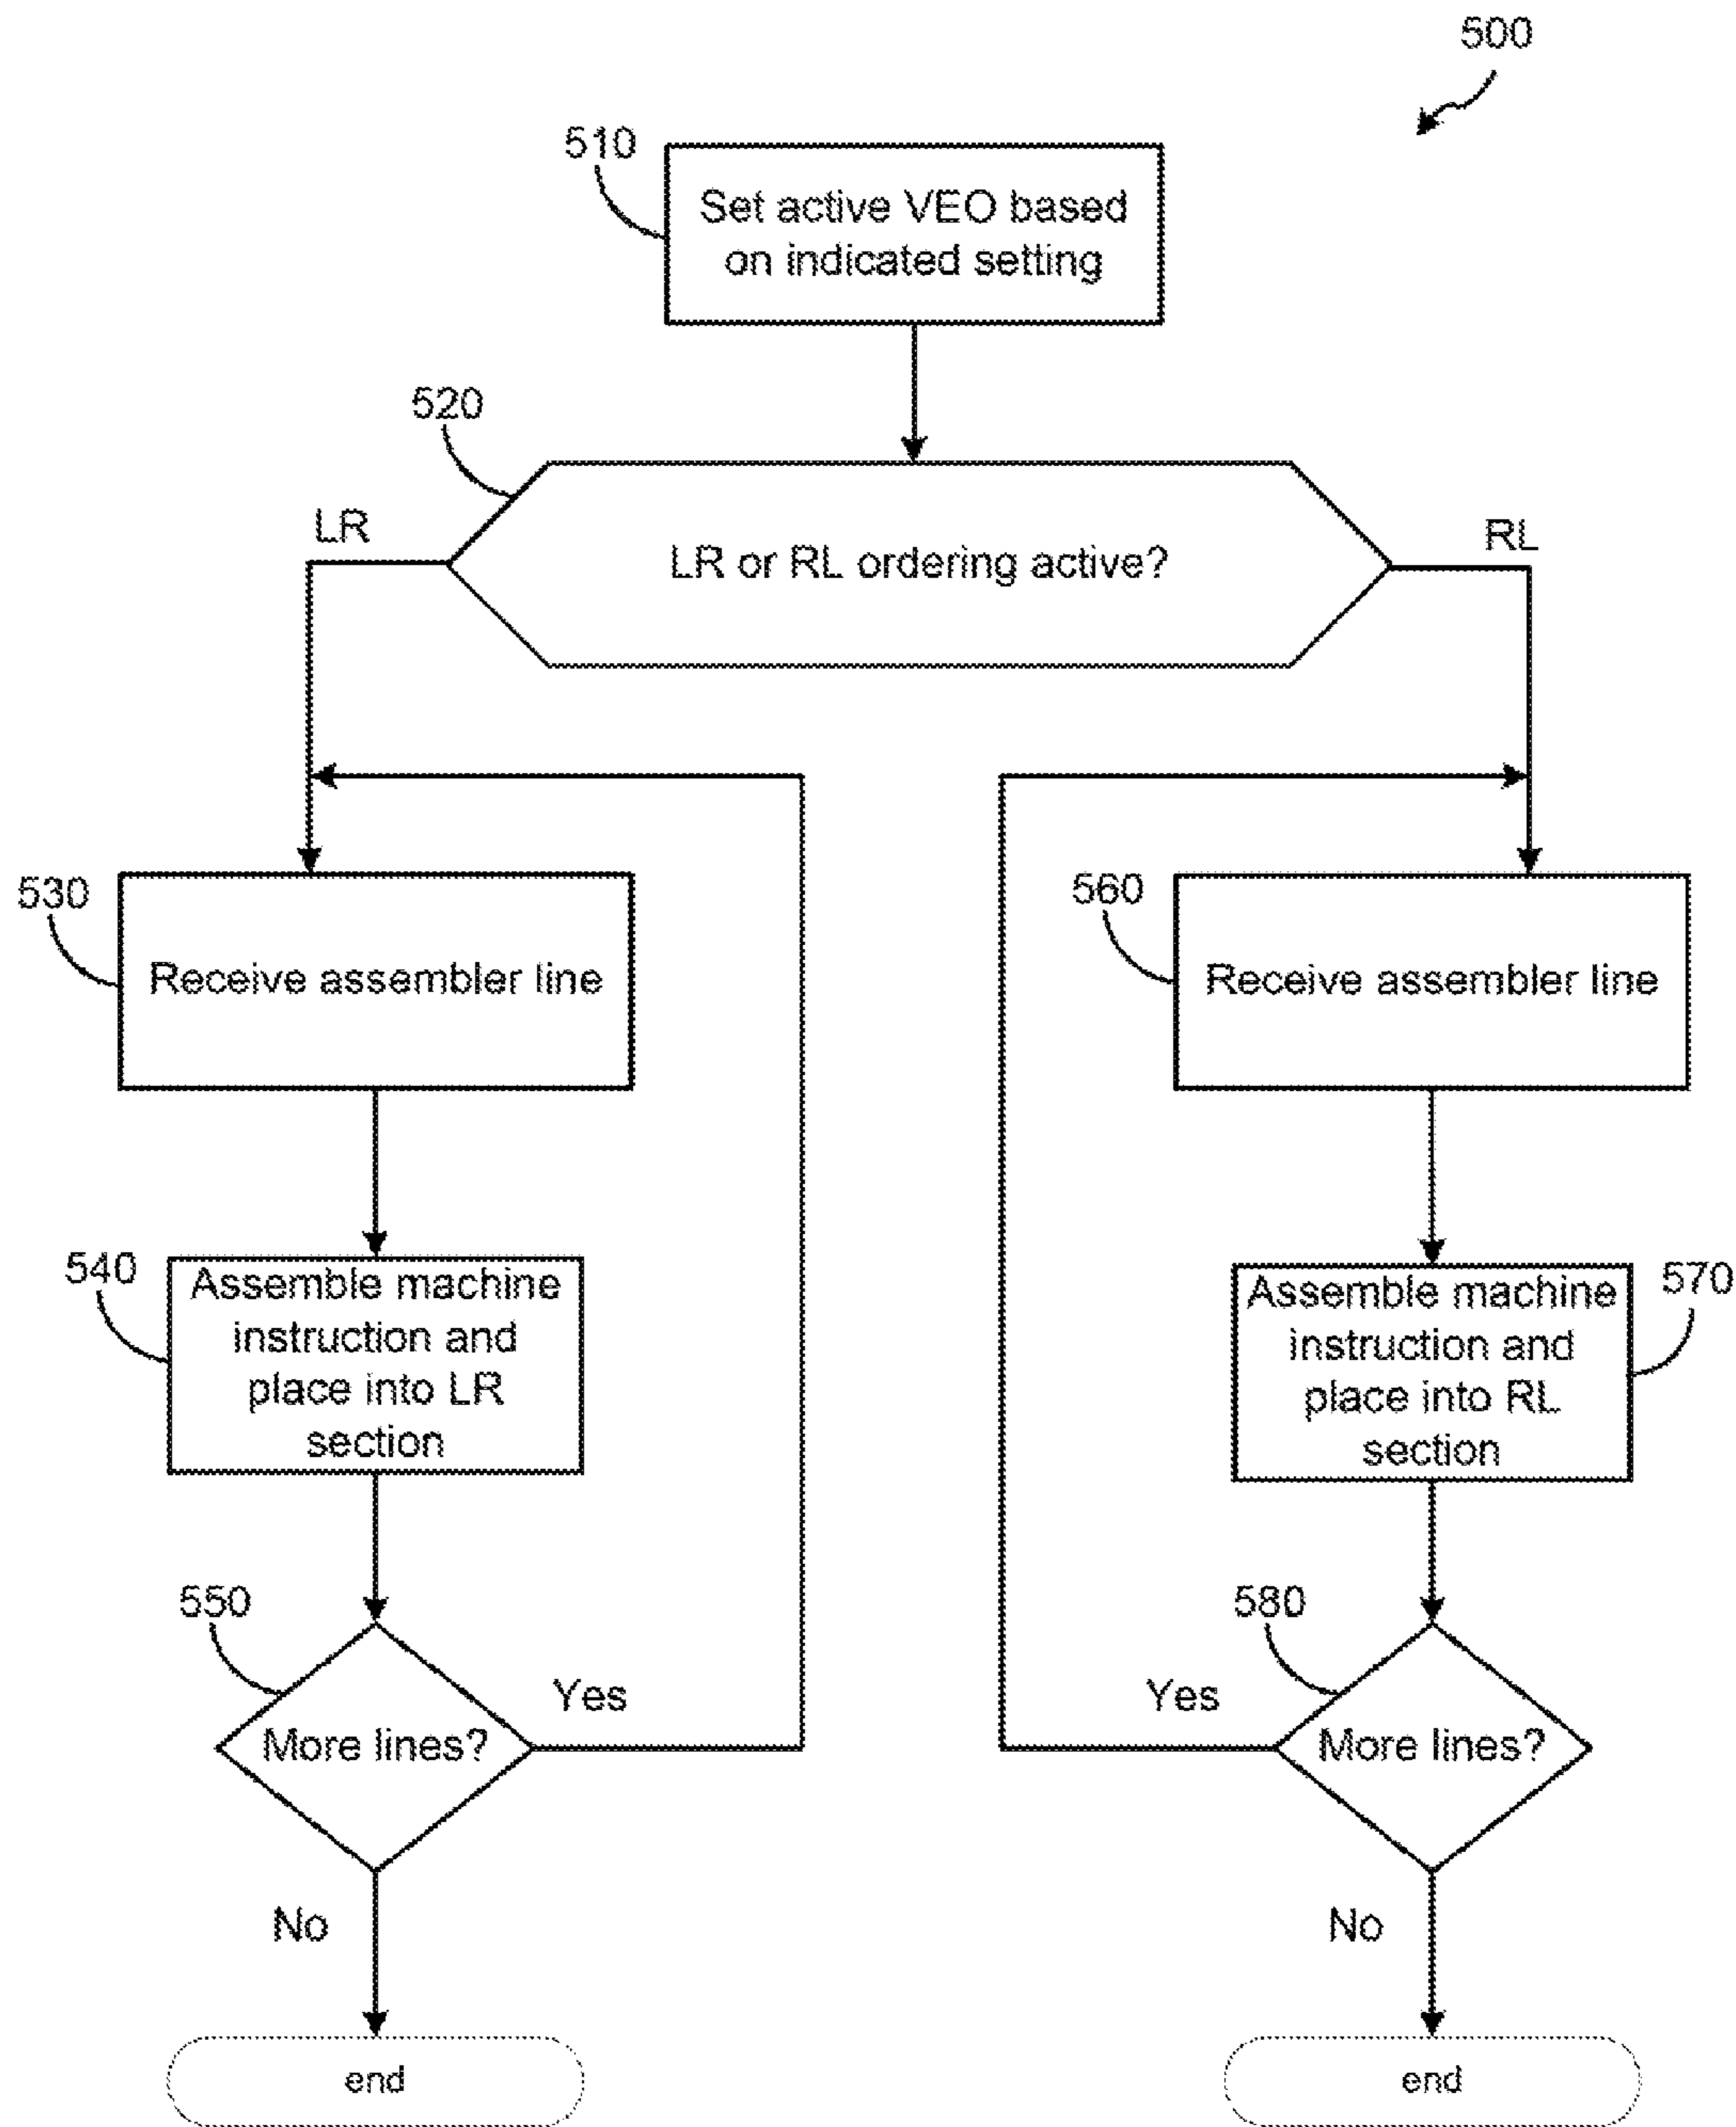 500
510
Set active VEO based
on indicated setting
520
LR
RL
LR or RL ordering active?
530
Receive assembler line
560
Receive assembler line
540
Assemble machine
instruction and
place into LR
section
570
Assemble machine
instruction and
place into RL
section
550
More lines?
Yes
580
Yes
More lines?
No
No
end
end